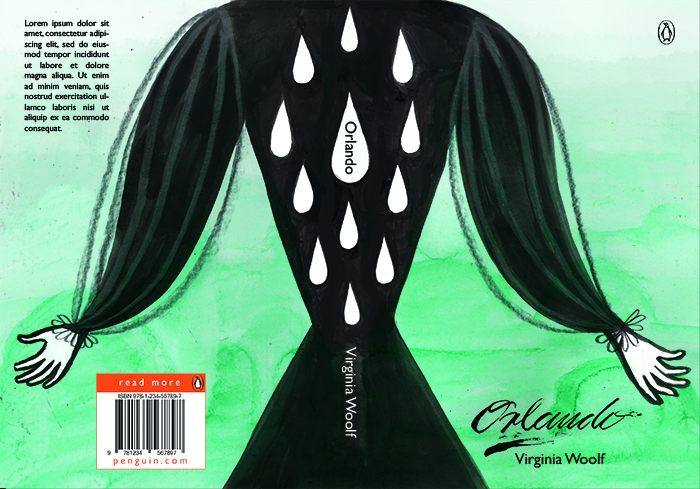 Lorem ipsum dolor sit
amet, consectetur adipi-
scing elit, sed do eius-
mod tempor incididunt
ut labore et dolore
magna aliqua. Ut enim
ad minim veniam, quis
nostrud exercitation ul-
lamco laboris nisi ut
aliquip ex ea commodo
consequat.
read more
ISBN 978-1-234-56789-7
9 781234 567897
penguin.com
Orlando
Virginia Woolf
Orlando
Virginia Woolf